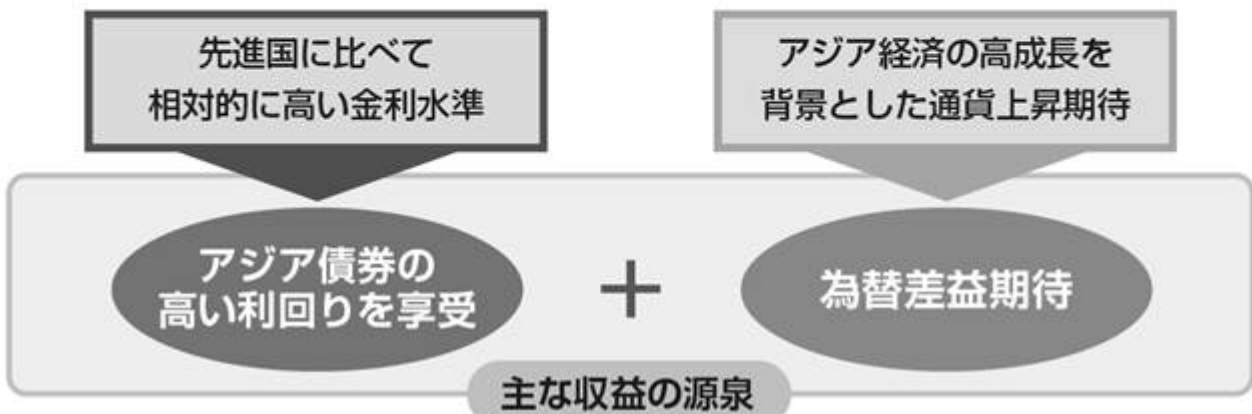 先進国に比べて
相対的に高い金利水準
アジア経済の高成長を
背景とした通貨上昇期待
アジア債券の
高い利回りを享受
+
為替差益期待
主な収益の源泉